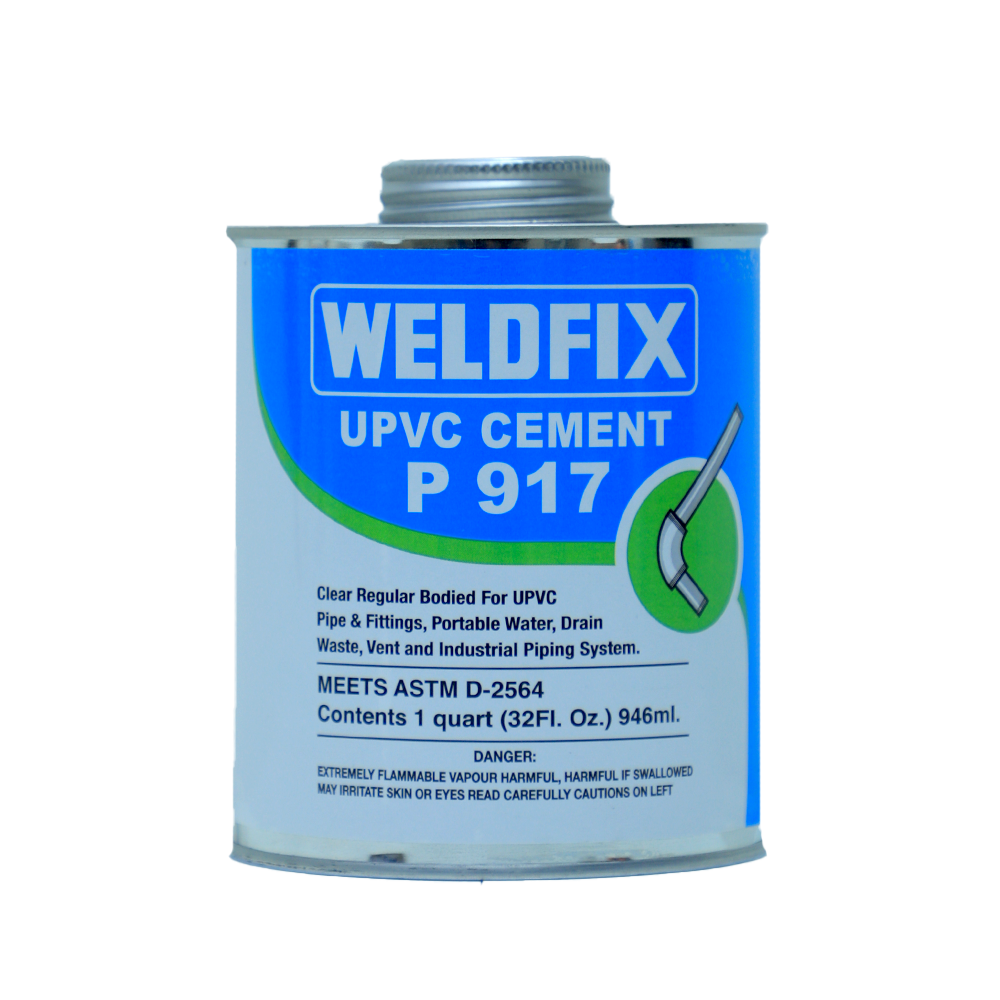 WELDFIX
UPVC CEMENT
P 917
Clear Regular Bodied For UPVC
Pipe & Fittings, Portable Water, Drain
Waste, Vent and Industrial Piping System.
MEETS ASTM D-2564
Contents 1 quart (32Fl. Oz.) 946ml.
DANGER:
EXTREMELY FLAMMABLE VAPOUR HARMFUL, HARMFUL IF SWALLOWED
MAY IRRITATE SKIN OR EYES READ CAREFULLY CAUTIONS ON LEFT